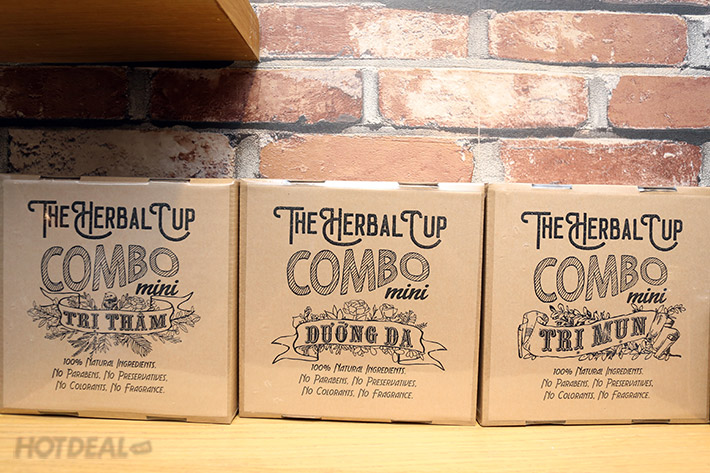 THE HERBAL CUP
COMBO
mini
TRỊ THÂM
100% NATURAL INGREDIENTS.
NO PARABENS, NO PRESERVATIVES,
NO COLORANTS, NO FRAGRANCE.
THE HERBAL CUP
COMBO
mini
DƯỠNG DA
100% NATURAL INGREDIENTS.
NO PARABENS, NO PRESERVATIVES,
NO COLORANTS, NO FRAGRANCE.
THE HERBAL CUP
COMBO
mini
TRỊ MỤN
100% NATURAL INGREDIENTS.
NO PARABENS, NO PRESERVATIVES,
NO COLORANTS, NO FRAGRANCE.
HOTDEAL